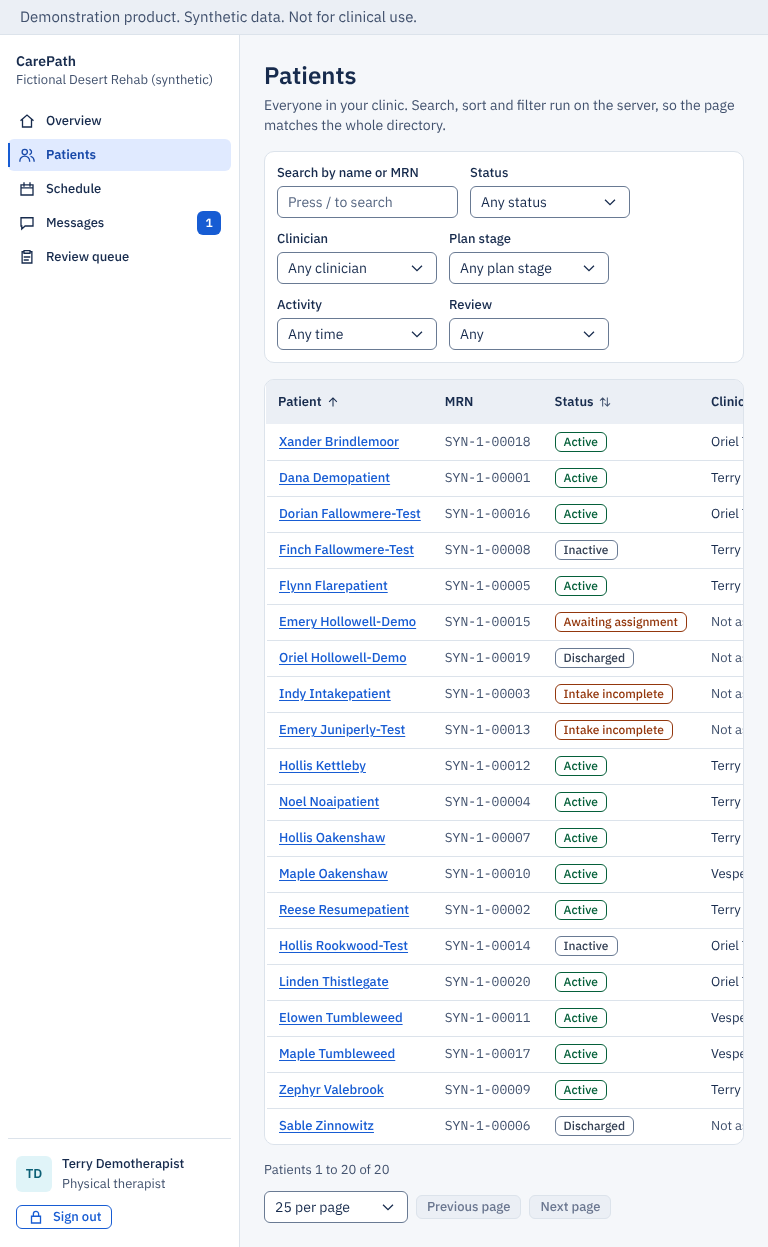 Demonstration product. Synthetic data. Not for clinical use.
CarePath
Fictional Desert Rehab (synthetic)
Overview
Patients
Schedule
Messages 1
Review queue
Terry Demotherapist
TD
Physical therapist
Sign out
Patients
Everyone in your clinic. Search, sort and filter run on the server, so the page
matches the whole directory.
Search by name or MRN Status
Press / to search Any status
Clinician Plan stage
Any clinician Any plan stage
Activity Review
Any time Any
Patient MRN Status
Xander Brindlemoor SYN-1-00018 Active Oriel
Dana Demopatient SYN-1-00001 Active Terry
Dorian Fallowmere-Test SYN-1-00016 Active Oriel
Finch Fallowmere-Test SYN-1-00008 Inactive Terry
Flynn Flarepatient SYN-1-00005 Active Terry
Emery Hollowell-Demo SYN-1-00015 Awaiting assignment Not
Oriel Hollowell-Demo SYN-1-00019 Discharged Not
Indy Intakepatient SYN-1-00003 Intake incomplete Not
Emery Juniperly-Test SYN-1-00013 Intake incomplete Not
Hollis Kettleby SYN-1-00012 Active Terry
Noel Noaipatient SYN-1-00004 Active Terry
Hollis Oakenshaw SYN-1-00007 Active Terry
Maple Oakenshaw SYN-1-00010 Active
Reese Resumepatient SYN-1-00002 Active Terry
Hollis Rookwood-Test SYN-1-00014 Inactive Oriel
Linden Thistlegate SYN-1-00020 Active Oriel
Elowen Tumbleweed SYN-1-00011 Active
Maple Tumbleweed SYN-1-00017 Active
Zephyr Valebrook SYN-1-00009 Active Terry
Sable Zinnowitz SYN-1-00006 Discharged Not
Patients 1 to 20 of 20
25 per page Previous page Next page